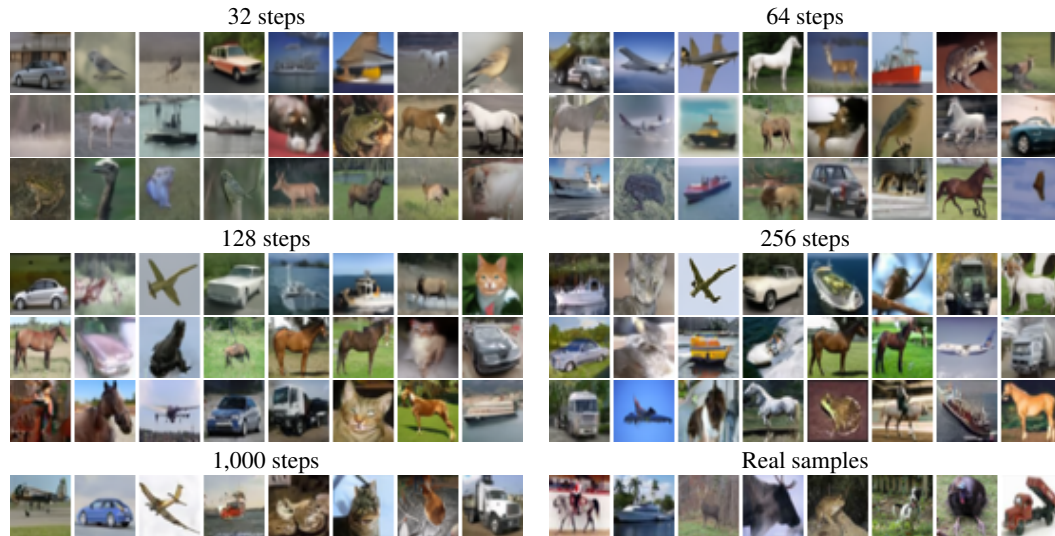 32 steps
64 steps
128 steps
256 steps
1,000 steps
Real samples